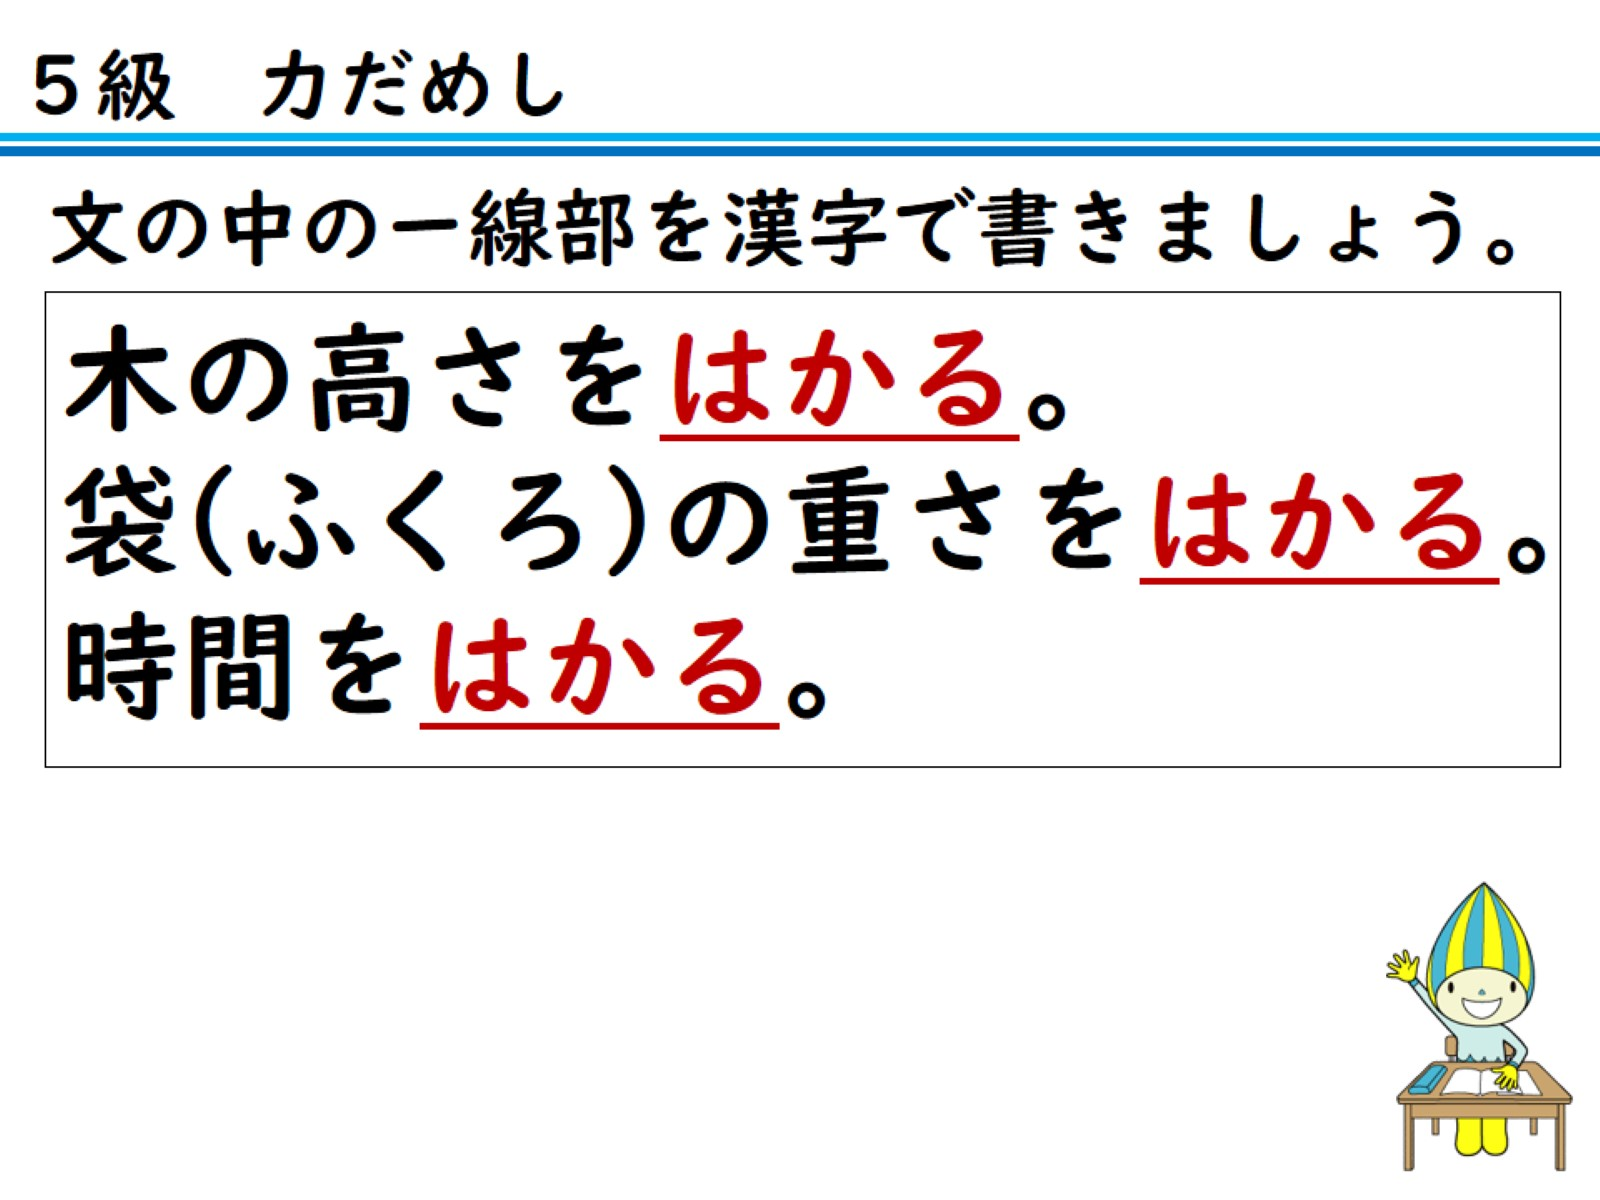 ５級　力だめし
文の中の一線部を漢字で書きましょう。
木の高さをはかる。
袋(ふくろ)の重さをはかる。
時間をはかる。